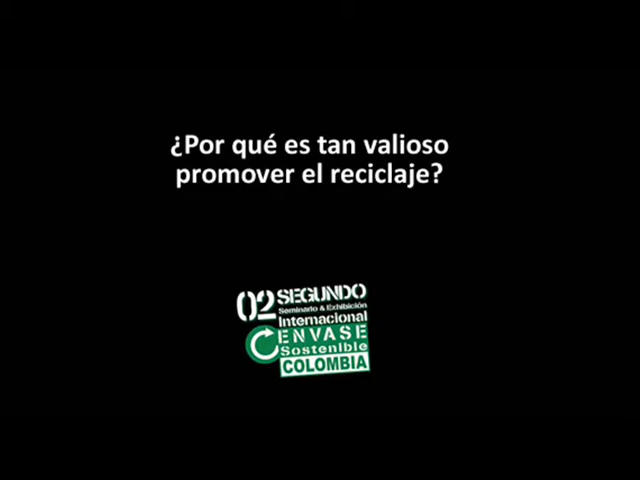 ¿Por qué es tan valioso
promover el reciclaje?
02 SEGUNDO
Seminario & Exhibición
Internacional
ENVASE
Sostenible
COLOMBIA